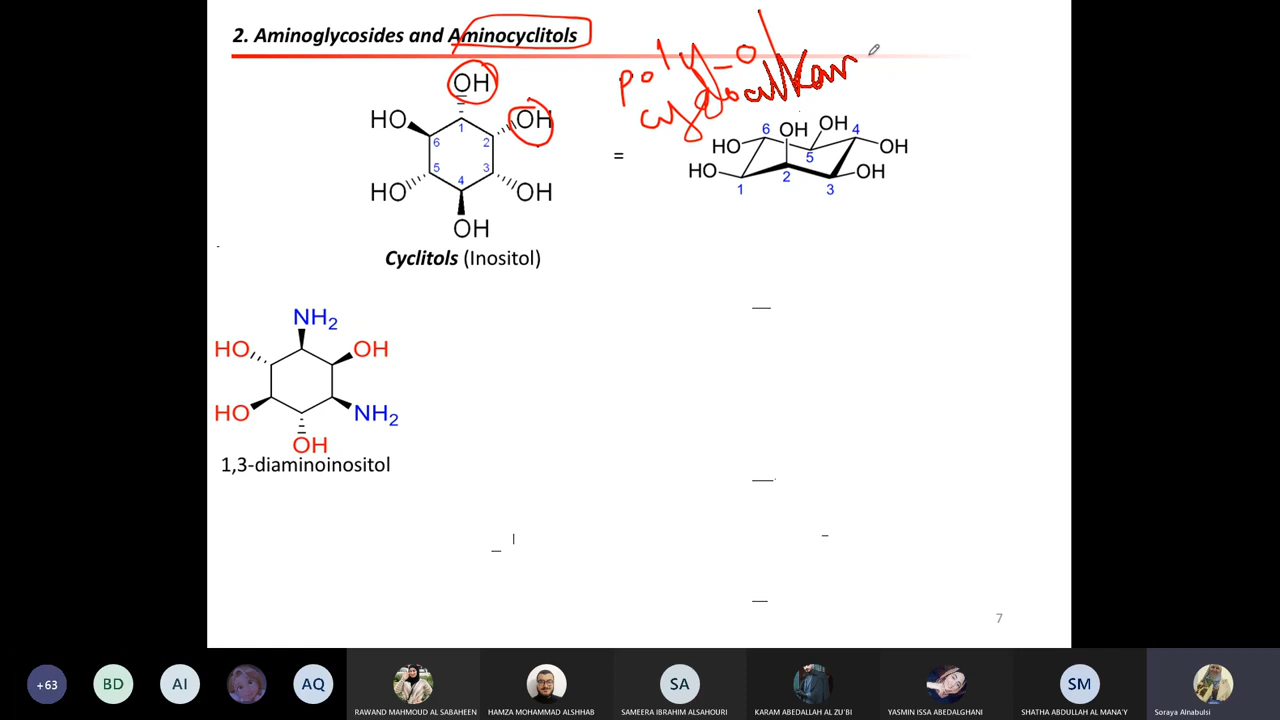 2. Aminoglycosides and Aminocyclitols
poly-ol
cycloalkan
OH
HO
OH
1
6
2
5
3
4
HO
OH
OH
=
6
OH
OH
4
HO
5
OH
HO
OH
1
2
3
Cyclitols (Inositol)
NH2
HO
OH
HO
NH2
OH
1,3-diaminoinositol
7
+63
BD
AI
AQ
SA
SM
RAWAND MAHMOUD AL SABAHEEN
HAMZA MOHAMMAD ALSHHAB
SAMEERA IBRAHIM ALSAHOURI
KARAM ABEDALLAH AL ZU'BI
YASMIN ISSA ABEDALGHANI
SHATHA ABDULLAH AL MANA'Y
Soraya Alnabulsi